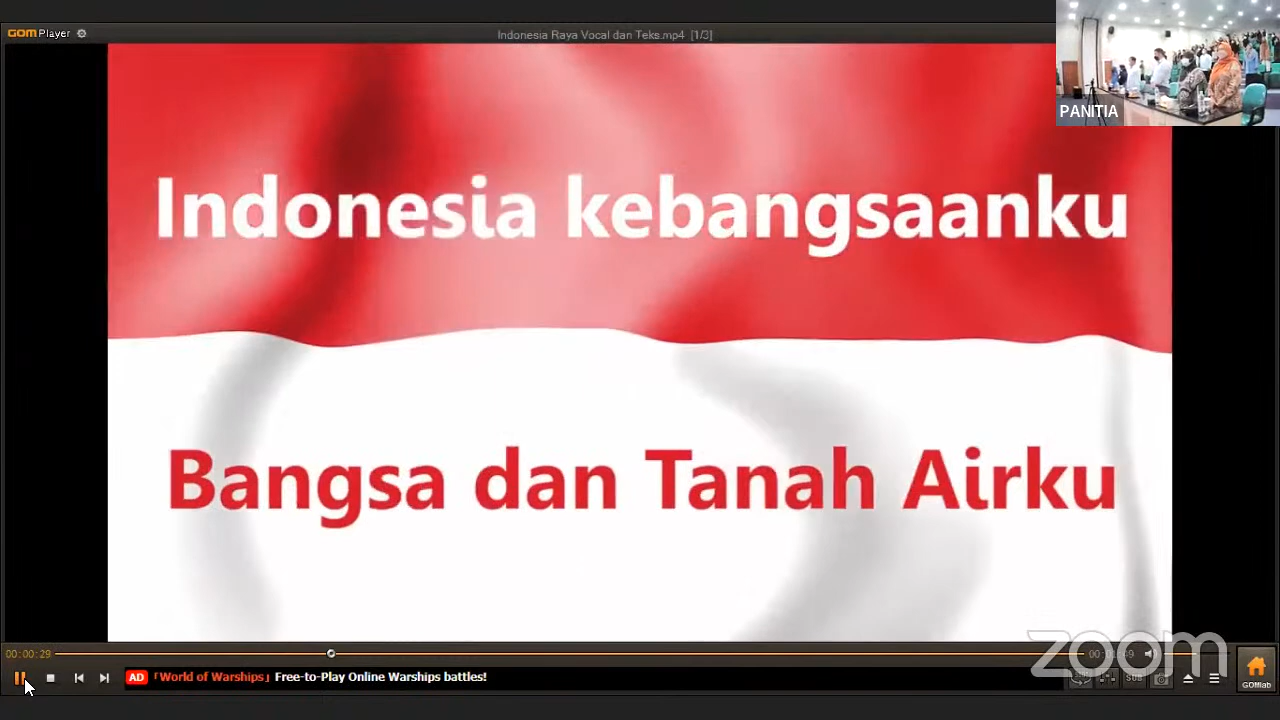 GOM Player
Indonesia Raya Vocal dan Teks.mp4 [1/3]
PANITIA
Indonesia kebangsaanku
Bangsa dan Tanah Airku
00:00:29
zoom
AD
「World of Warships」 Free-to-Play Online Warships battles!
SUB
GOMlab